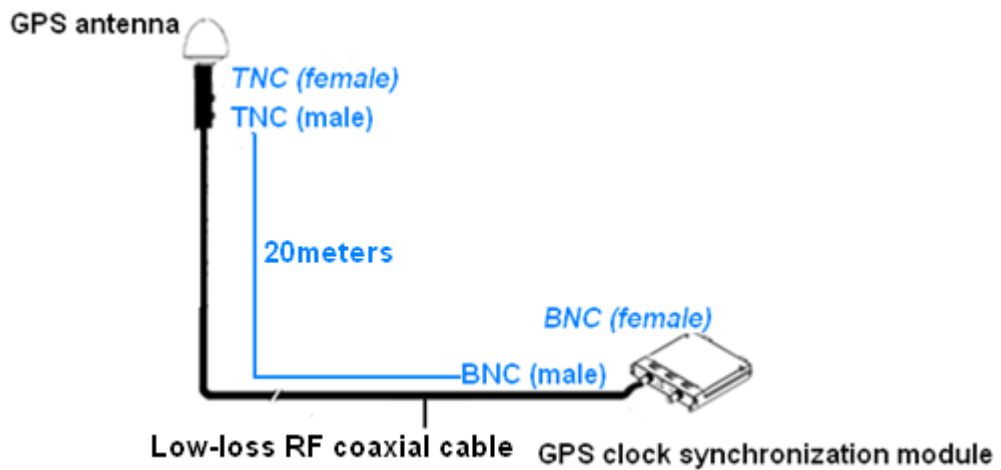 GPS antenna
TNC (female)
TNC (male)
20meters
BNC (female)
BNC (male)
Low-loss RF coaxial cable
GPS clock synchronization module